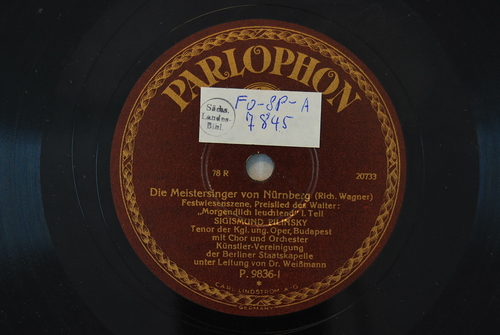 PARLOPHON
Sächs.
Landes-
Bibl.
FO-8P-A
7845
78 R
20733
Die Meistersinger von Nürnberg (Rich. Wagner)
Festwiesenszene, Preislied des Walter:
„Morgendlich leuchtend" I. Teil
SIGISMUND PILINSKY
Tenor der Kgl. ung. Oper, Budapest
mit Chor und Orchester
Künstler-Vereinigung
der Berliner Staatskapelle
unter Leitung von Dr. Weißmann
P. 9836-I
*
CARL LINDSTRÖM A-G.
GERMANY